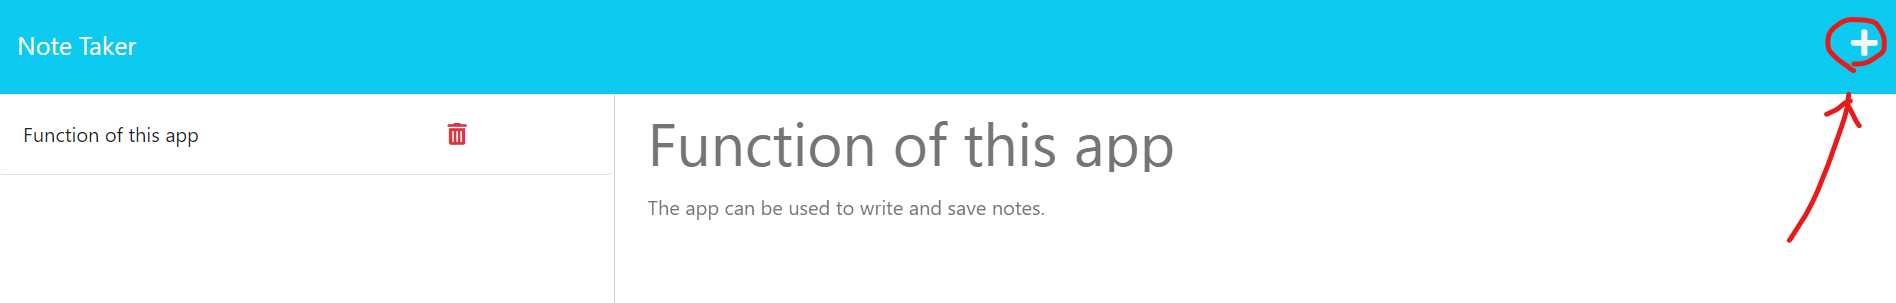 Note Taker
Function of this app
Function of this app
The app can be used to write and save notes.